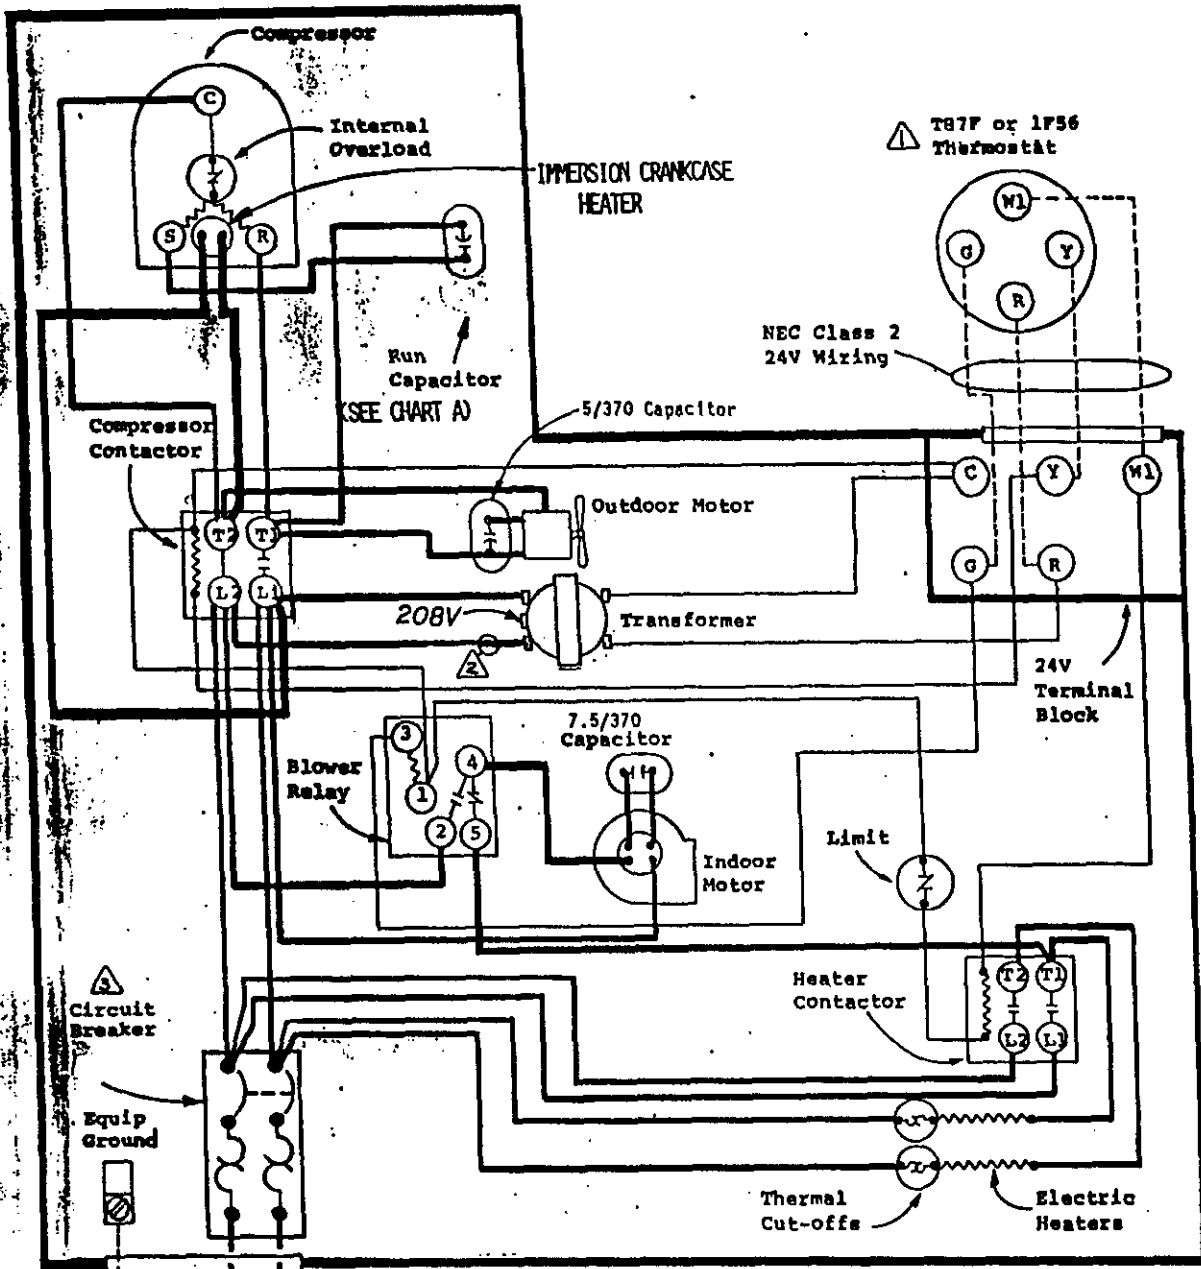 Compressor
C
Internal
Overload
IMMERSION CRANKCASE
HEATER
S
R
Run
Capacitor
(SEE CHART A)
1
T87F or 1F56
Thermostat
W1
G
Y
R
NEC Class 2
24V Wiring
5/370 Capacitor
Compressor
Contactor
C
Y
W1
G
R
T2
T1
L2
L1
Outdoor Motor
208V
Transformer
2
24V
Terminal
Block
7.5/370
Capacitor
3
4
1
2
5
Blower
Relay
Indoor
Motor
Limit
Heater
Contactor
T2
T1
L2
L1
3
Circuit
Breaker
Equip
Ground
Thermal
Cut-offs
Electric
Heaters